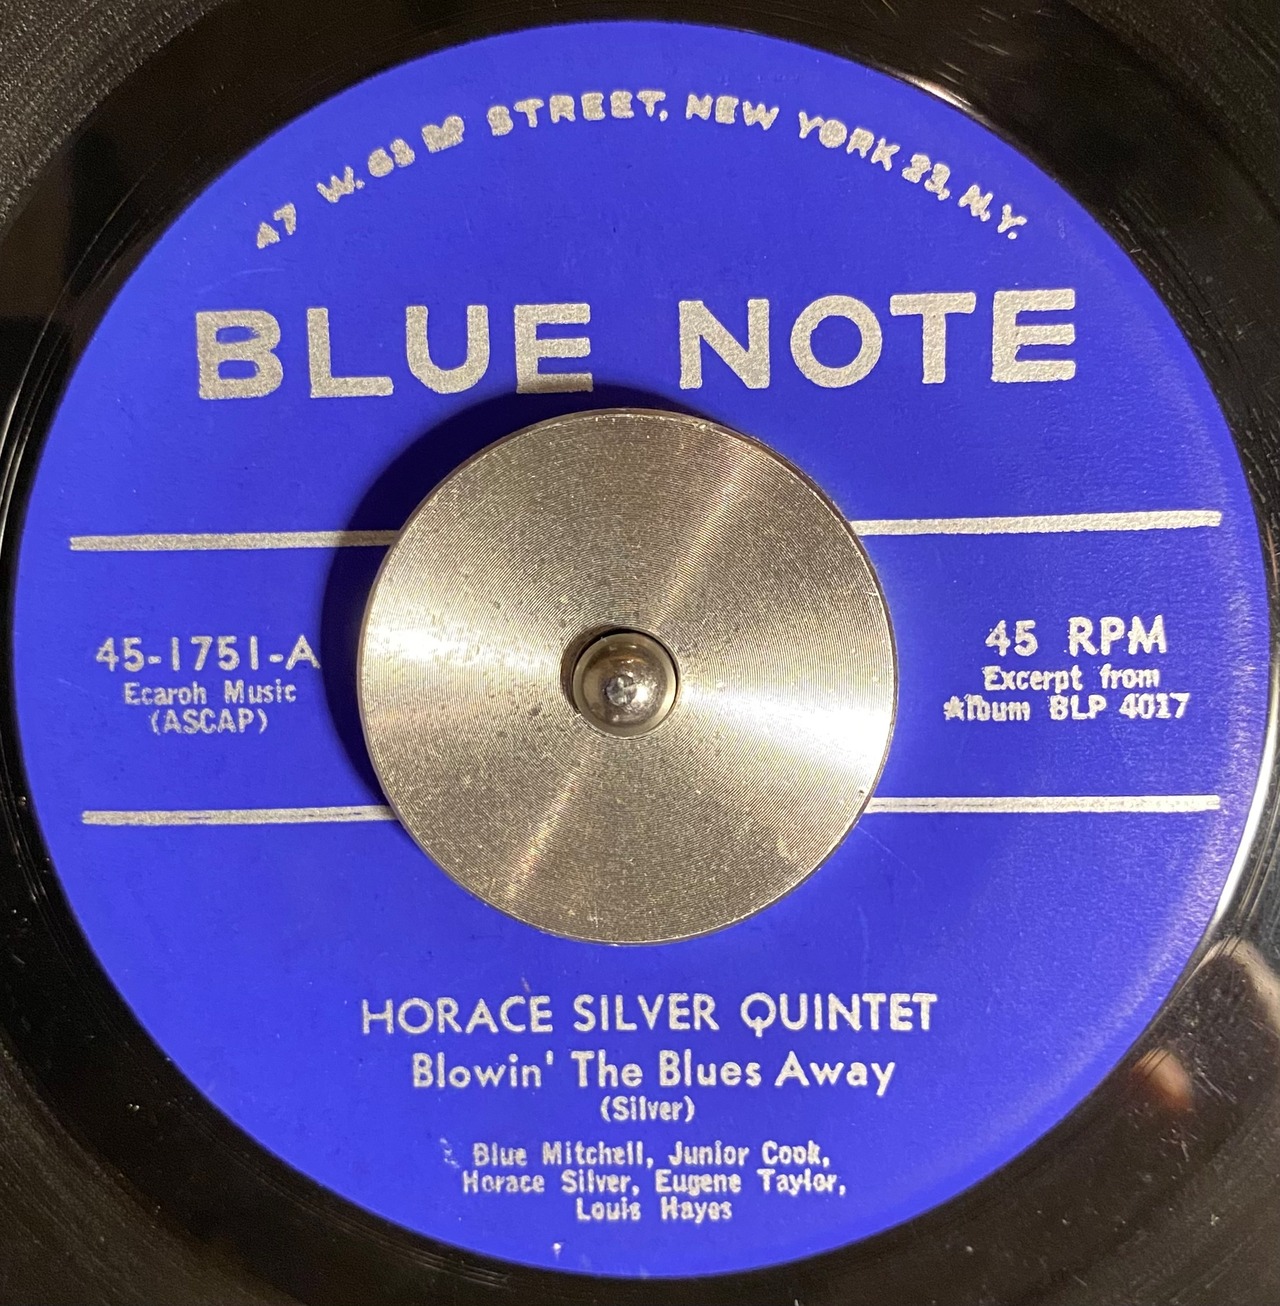 47 W. 63 RD STREET, NEW YORK 23, N.Y.
BLUE NOTE
45-1751-A
Ecaroh Music
(ASCAP)
45 RPM
Excerpt from
Album BLP 4017
HORACE SILVER QUINTET
Blowin' The Blues Away
(Silver)
Blue Mitchell, Junior Cook,
Horace Silver, Eugene Taylor,
Louis Hayes